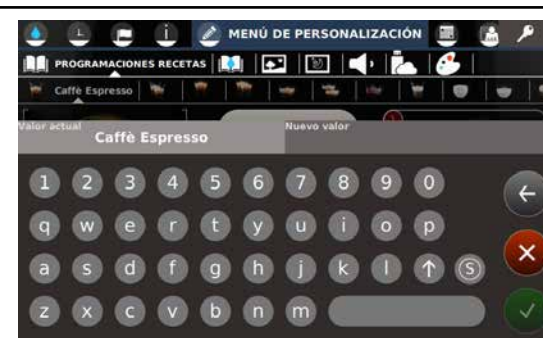 MENÚ DE PERSONALIZACIÓN
PROGRAMACIONES RECETAS
Caffè Espresso
Valor actual
Nuevo valor
Caffè Espresso
1 2 3 4 5 6 7 8 9 0
q w e r t y u i o p
a s d f g h j k l ↑ S
z x c v b n m